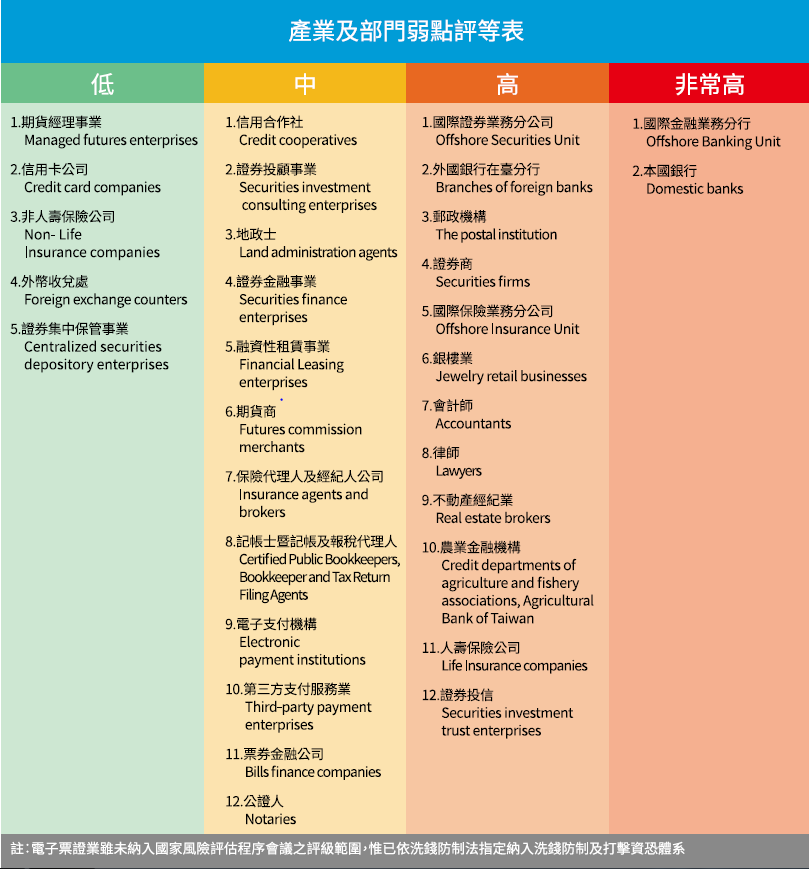 產業及部門弱點評等表
低
1.期貨經理事業
Managed futures enterprises
2.信用卡公司
Credit card companies
3.非人壽保險公司
Non- Life
Insurance companies
4.外幣收兌處
Foreign exchange counters
5.證券集中保管事業
Centralized securities
depository enterprises
中
1.信用合作社
Credit cooperatives
2.證券投顧事業
Securities investment
consulting enterprises
3.地政士
Land administration agents
4.證券金融事業
Securities finance
enterprises
5.融資性租賃事業
Financial Leasing
enterprises
6.期貨商
Futures commission
merchants
7.保險代理人及經紀人公司
Insurance agents and
brokers
8.記帳士暨記帳及報稅代理人
Certified Public Bookkeepers,
Bookkeeper and Tax Return
Filing Agents
9.電子支付機構
Electronic
payment institutions
10.第三方支付服務業
Third-party payment
enterprises
11.票券金融公司
Bills finance companies
12.公證人
Notaries
高
1.國際證券業務分公司
Offshore Securities Unit
2.外國銀行在臺分行
Branches of foreign banks
3.郵政機構
The postal institution
4.證券商
Securities firms
5.國際保險業務分公司
Offshore Insurance Unit
6.銀樓業
Jewelry retail businesses
7.會計師
Accountants
8.律師
Lawyers
9.不動產經紀業
Real estate brokers
10.農業金融機構
Credit departments of
agriculture and fishery
associations, Agricultural
Bank of Taiwan
11.人壽保險公司
Life Insurance companies
12.證券投信
Securities investment
trust enterprises
非常高
1.國際金融業務分行
Offshore Banking Unit
2.本國銀行
Domestic banks
註：電子票證業雖未納入國家風險評估程序會議之評級範圍，惟已依洗錢防制法指定納入洗錢防制及打擊資恐體系